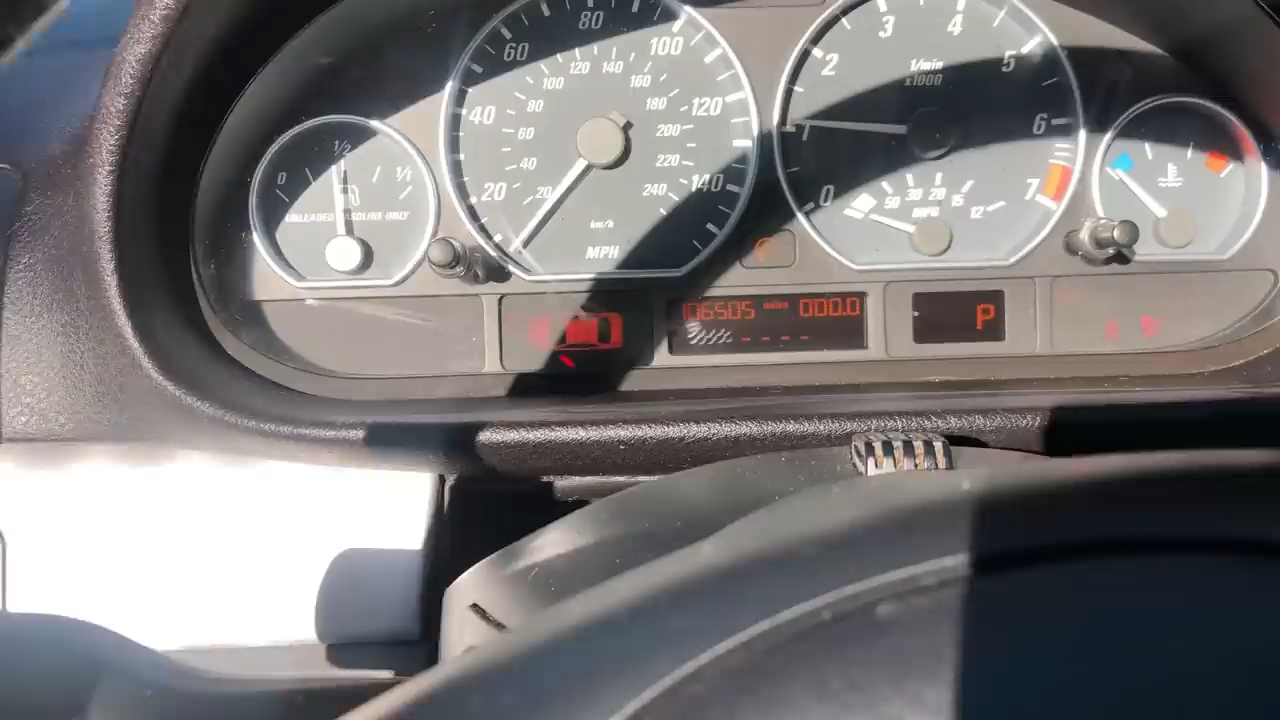 0 1/2 1/1
UNLEADED GASOLINE ONLY
20 40 60 80 100 120 140
20 40 60 80 100 120 140 160 180 200 220 240
km/h
MPH
0 2 3 4 5 6 7
1/min
x1000
50 30 20 15 12
MPG
106505 miles 000.0
- - - -
P